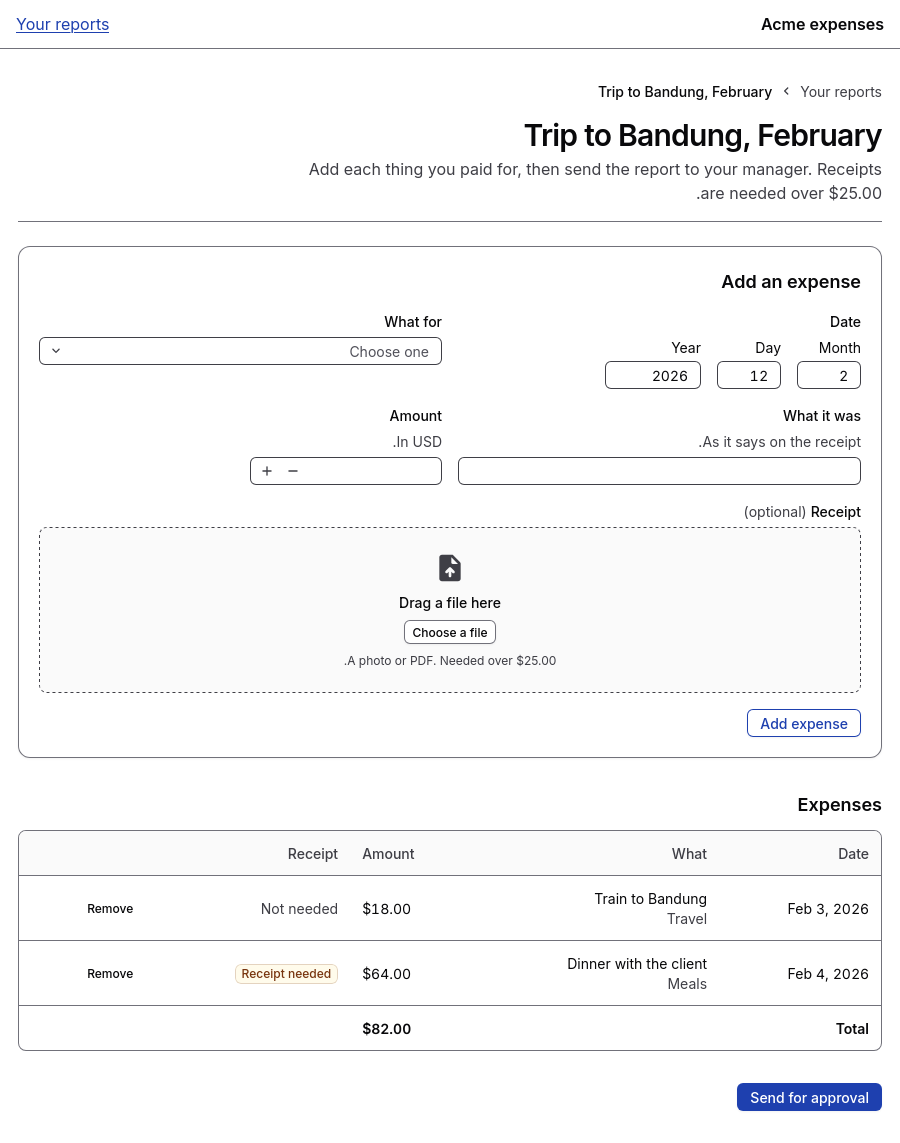 Acme expenses
Your reports
Your reports
Trip to Bandung, February
Trip to Bandung, February
Add each thing you paid for, then send the report to your manager. Receipts
.are needed over $25.00
Add an expense
Date
Month
2
Day
12
Year
2026
What for
Choose one
What it was
.As it says on the receipt
Amount
.In USD
(optional) Receipt
Drag a file here
Choose a file
.A photo or PDF. Needed over $25.00
Add expense
Expenses
Date
What
Amount
Receipt
Feb 3, 2026
Train to Bandung
Travel
$18.00
Not needed
Remove
Feb 4, 2026
Dinner with the client
Meals
$64.00
Receipt needed
Remove
Total
$82.00
Send for approval